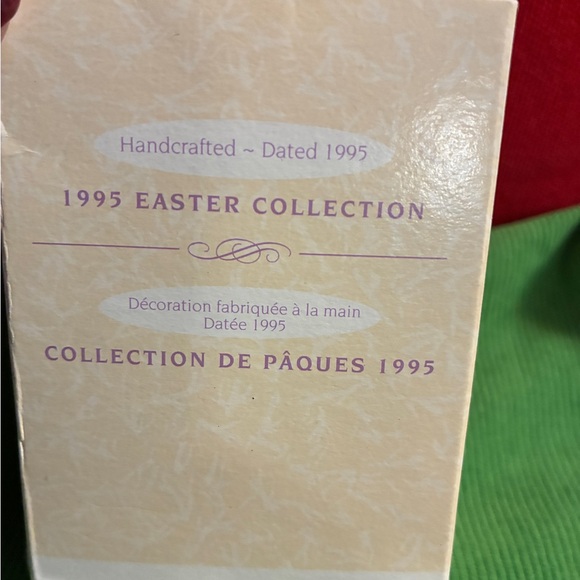 Handcrafted ~ Dated 1995
1995 EASTER COLLECTION
Décoration fabriquée à la main
Datée 1995
COLLECTION DE PÂQUES 1995